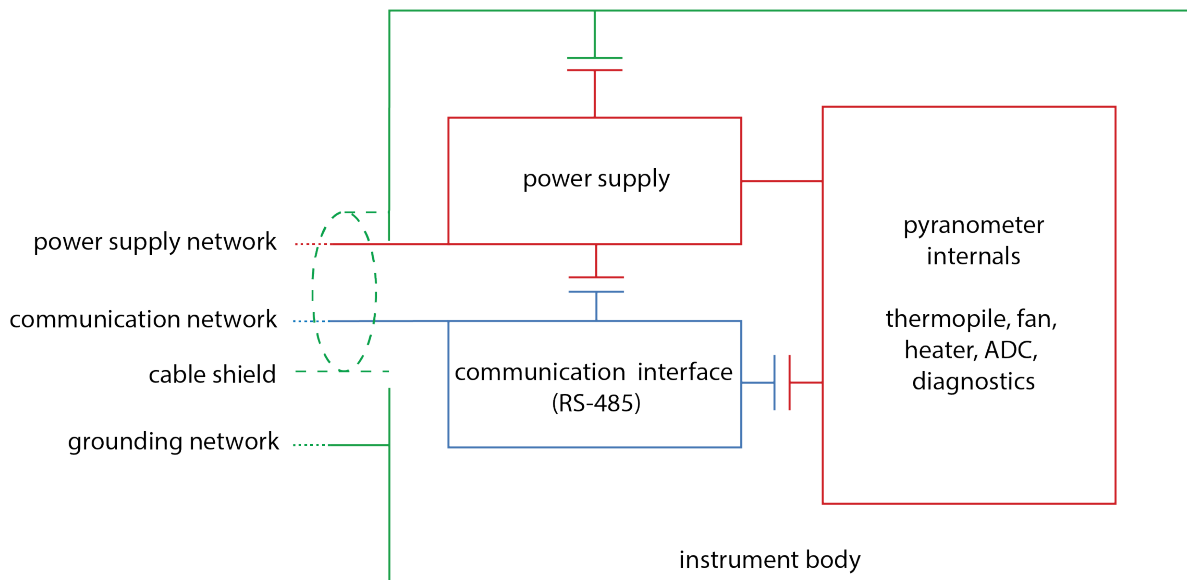 power supply
power supply network
communication network
cable shield
grounding network
communication interface
(RS-485)
pyranometer
internals
thermopile, fan,
heater, ADC,
diagnostics
instrument body